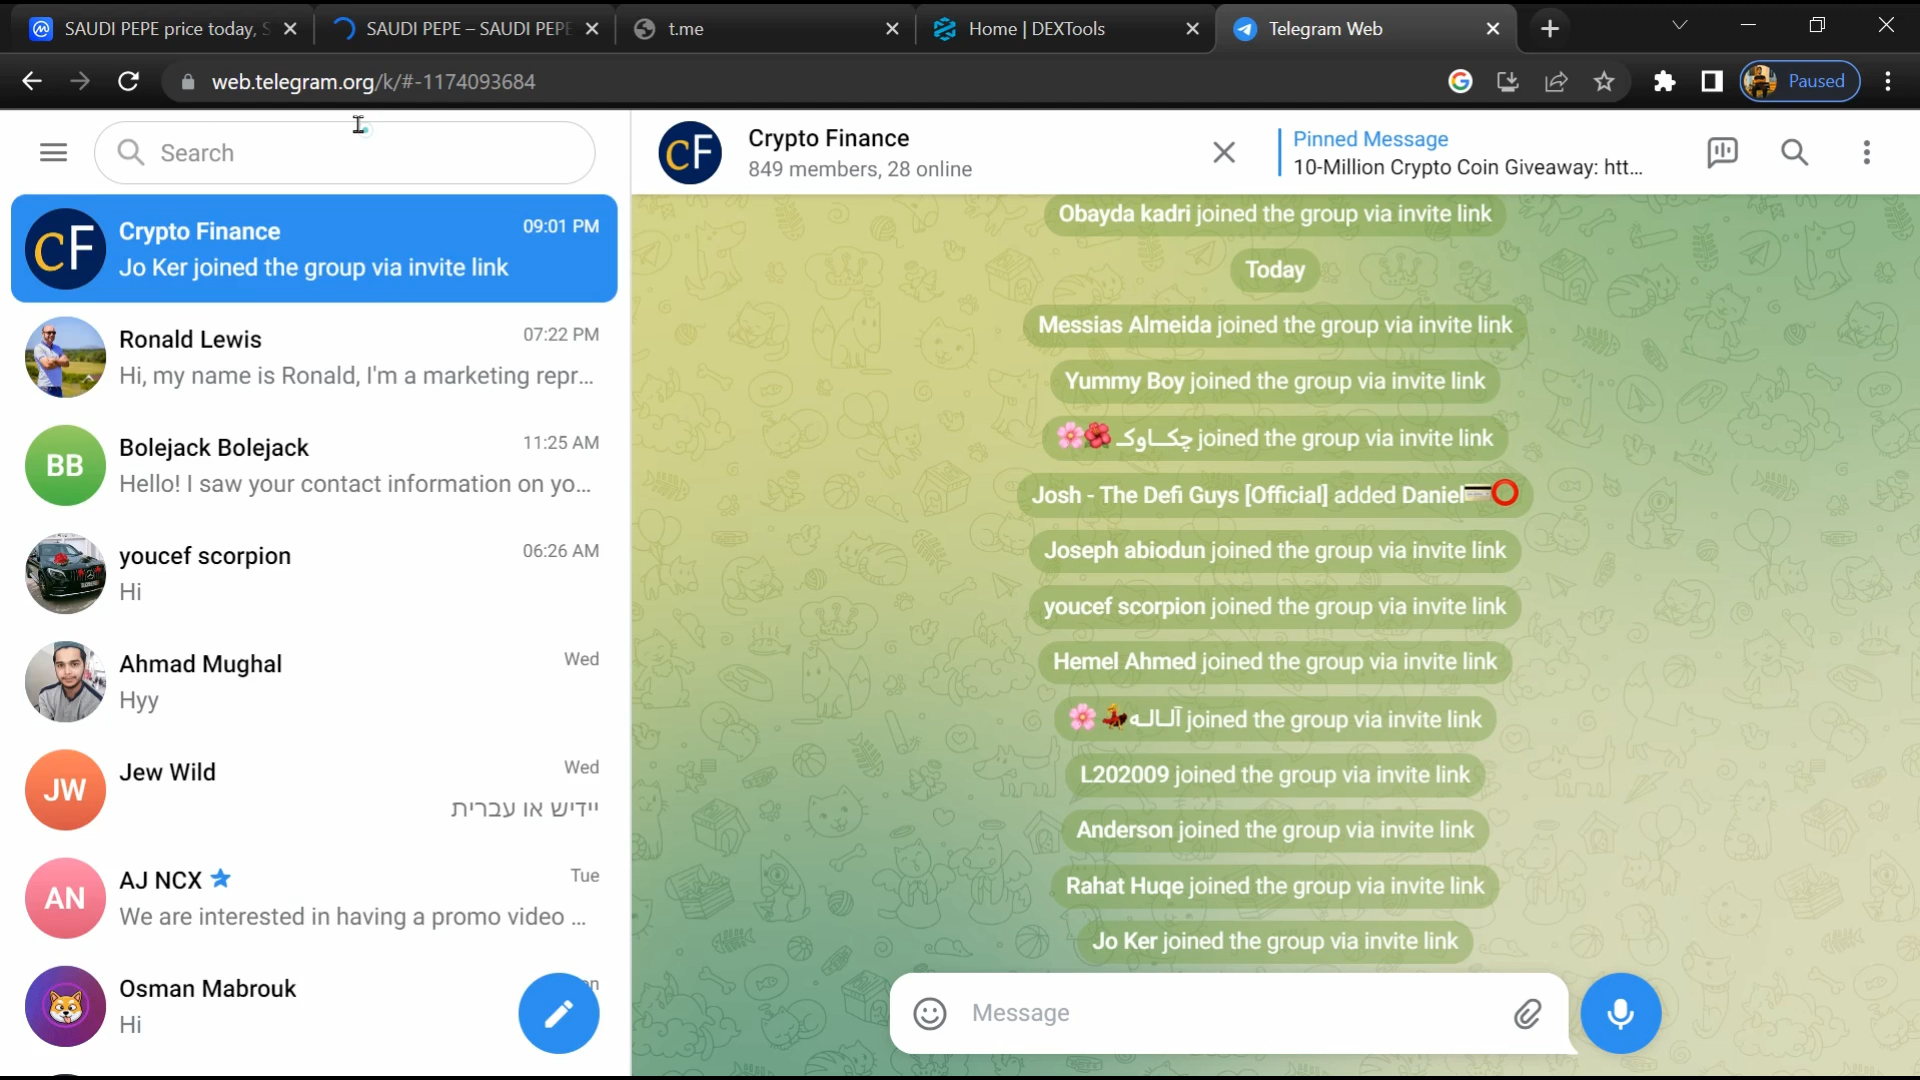 SAUDI PEPE price today, S
SAUDI PEPE – SAUDI PEPE
t.me
Home | DEXTools
Telegram Web
web.telegram.org/k/#-1174093684
Paused
Search
CF
Crypto Finance
09:01 PM
Jo Ker joined the group via invite link
Ronald Lewis
07:22 PM
Hi, my name is Ronald, I'm a marketing repr...
BB
Bolejack Bolejack
11:25 AM
Hello! I saw your contact information on yo...
youcef scorpion
06:26 AM
Hi
Ahmad Mughal
Wed
Hyy
JW
Jew Wild
Wed
יידיש או עברית
AN
AJ NCX
Tue
We are interested in having a promo video ...
Osman Mabrouk
Hi
CF
Crypto Finance
849 members, 28 online
Pinned Message
10-Million Crypto Coin Giveaway: htt...
Obayda kadri joined the group via invite link
Today
Messias Almeida joined the group via invite link
Yummy Boy joined the group via invite link
🌸🌺 چکــاوکـ joined the group via invite link
Josh - The Defi Guys [Official] added Daniel💳⭕
Joseph abiodun joined the group via invite link
youcef scorpion joined the group via invite link
Hemel Ahmed joined the group via invite link
🌸💃آلـالـه joined the group via invite link
L202009 joined the group via invite link
Anderson joined the group via invite link
Rahat Huqe joined the group via invite link
Jo Ker joined the group via invite link
Message